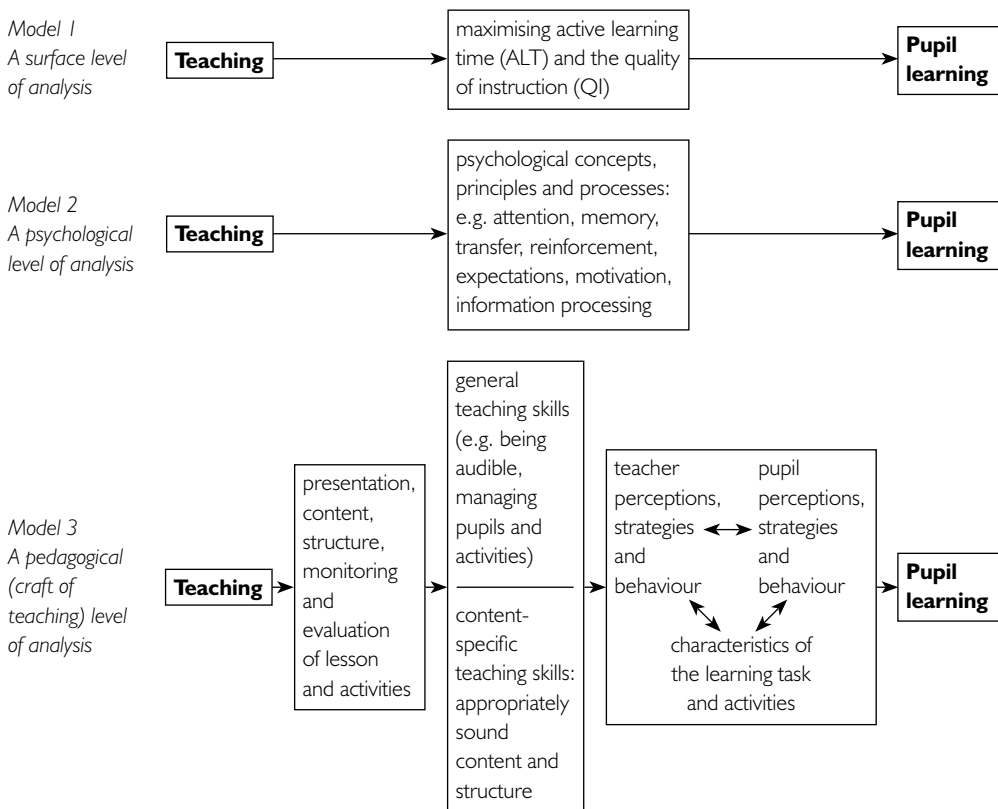 Model 1
A surface level
of analysis
Teaching
maximising active learning
time (ALT) and the quality
of instruction (QI)
Pupil
learning
Model 2
A psychological
level of analysis
Teaching
psychological concepts,
principles and processes:
e.g. attention, memory,
transfer, reinforcement,
expectations, motivation,
information processing
Pupil
learning
Model 3
A pedagogical
(craft of
teaching) level
of analysis
Teaching
presentation,
content,
structure,
monitoring
and
evaluation
of lesson
and activities
general
teaching skills
(e.g. being
audible,
managing
pupils and
activities)
content-
specific
teaching skills:
appropriately
sound
content and
structure
teacher
perceptions,
strategies
and
behaviour
pupil
perceptions,
strategies
and
behaviour
characteristics of
the learning task
and activities
Pupil
learning